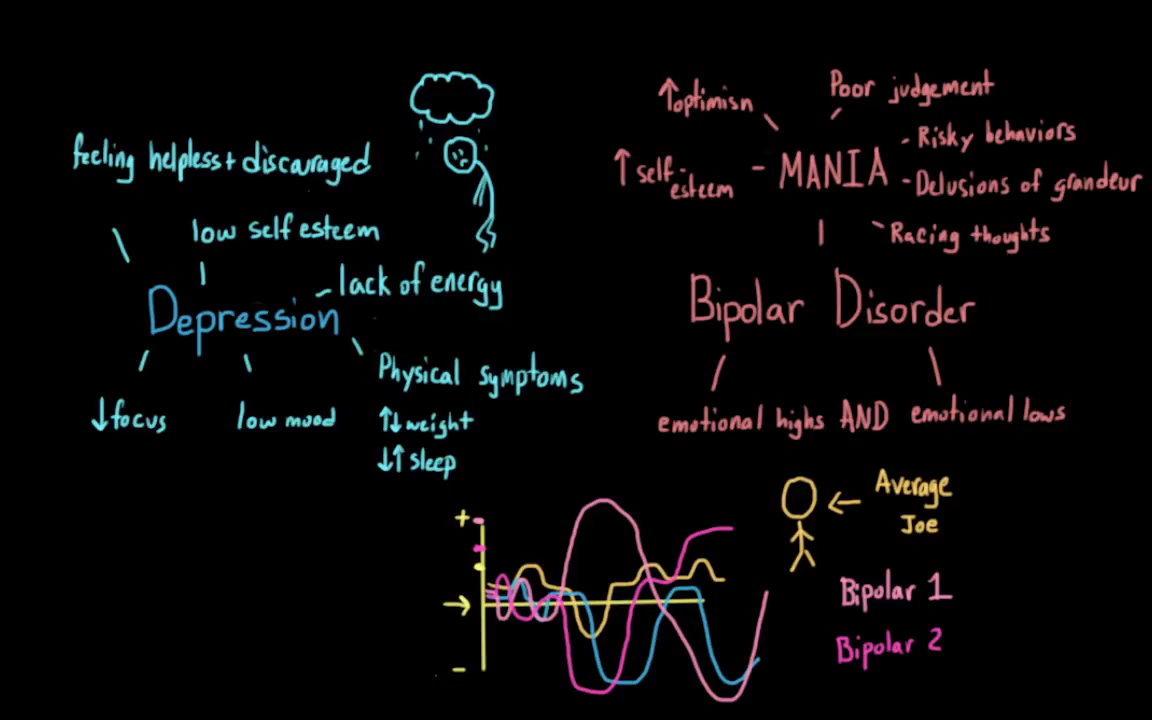 feeling helpless + discouraged
low self esteem
lack of energy
Depression
↓focus
low mood
Physical symptoms
↑↓weight
↓↑sleep
↑optimism
Poor judgement
↑self-
esteem
- MANIA
- Risky behaviors
- Delusions of grandeur
Racing thoughts
Bipolar Disorder
emotional highs AND emotional lows
+
→
-
← Average
Joe
Bipolar 1
Bipolar 2